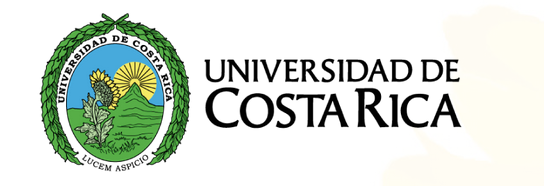 UNIVERSIDAD DE COSTA RICA
LUCEM ASPICIO
UNIVERSIDAD DE
COSTA RICA